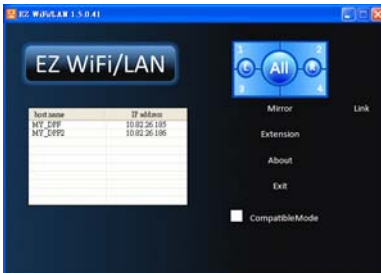 EZ WiFi/LAN 1.5.0.41
EZ WiFi/LAN
1 2
L All R
3 4
Mirror Link
host name IP address
MY_DPF 10.82.26.185
MY_DPF2 10.82.26.186
Extension
About
Exit
CompatibleMode